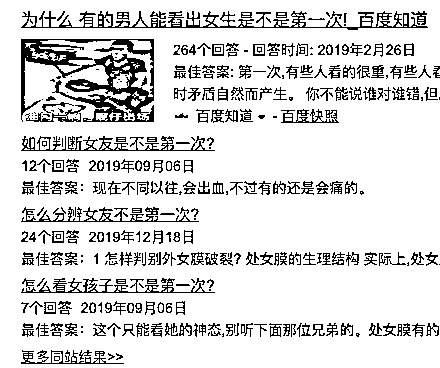 为什么 有的男人能看出女生是不是第一次!_百度知道
264个回答 - 回答时间: 2019年2月26日
最佳答案: 第一次,有些人看的很重,有些人看
时矛盾自然而产生。 你不能说谁对谁错,但
百度知道 - 百度快照
如何判断女友是不是第一次?
12个回答 2019年09月06日
最佳答案: 现在不同以往,会出血,不过有的还是会痛的。
怎么分辨女友不是第一次?
24个回答 2019年12月18日
最佳答案: 1 怎样判别外女膜破裂? 处女膜的生理结构 实际上,处女
怎么看女孩子是不是第一次?
7个回答 2019年09月06日
最佳答案: 这个只能看她的神态,别听下面那位兄弟的。处女膜有的
更多同站结果>>